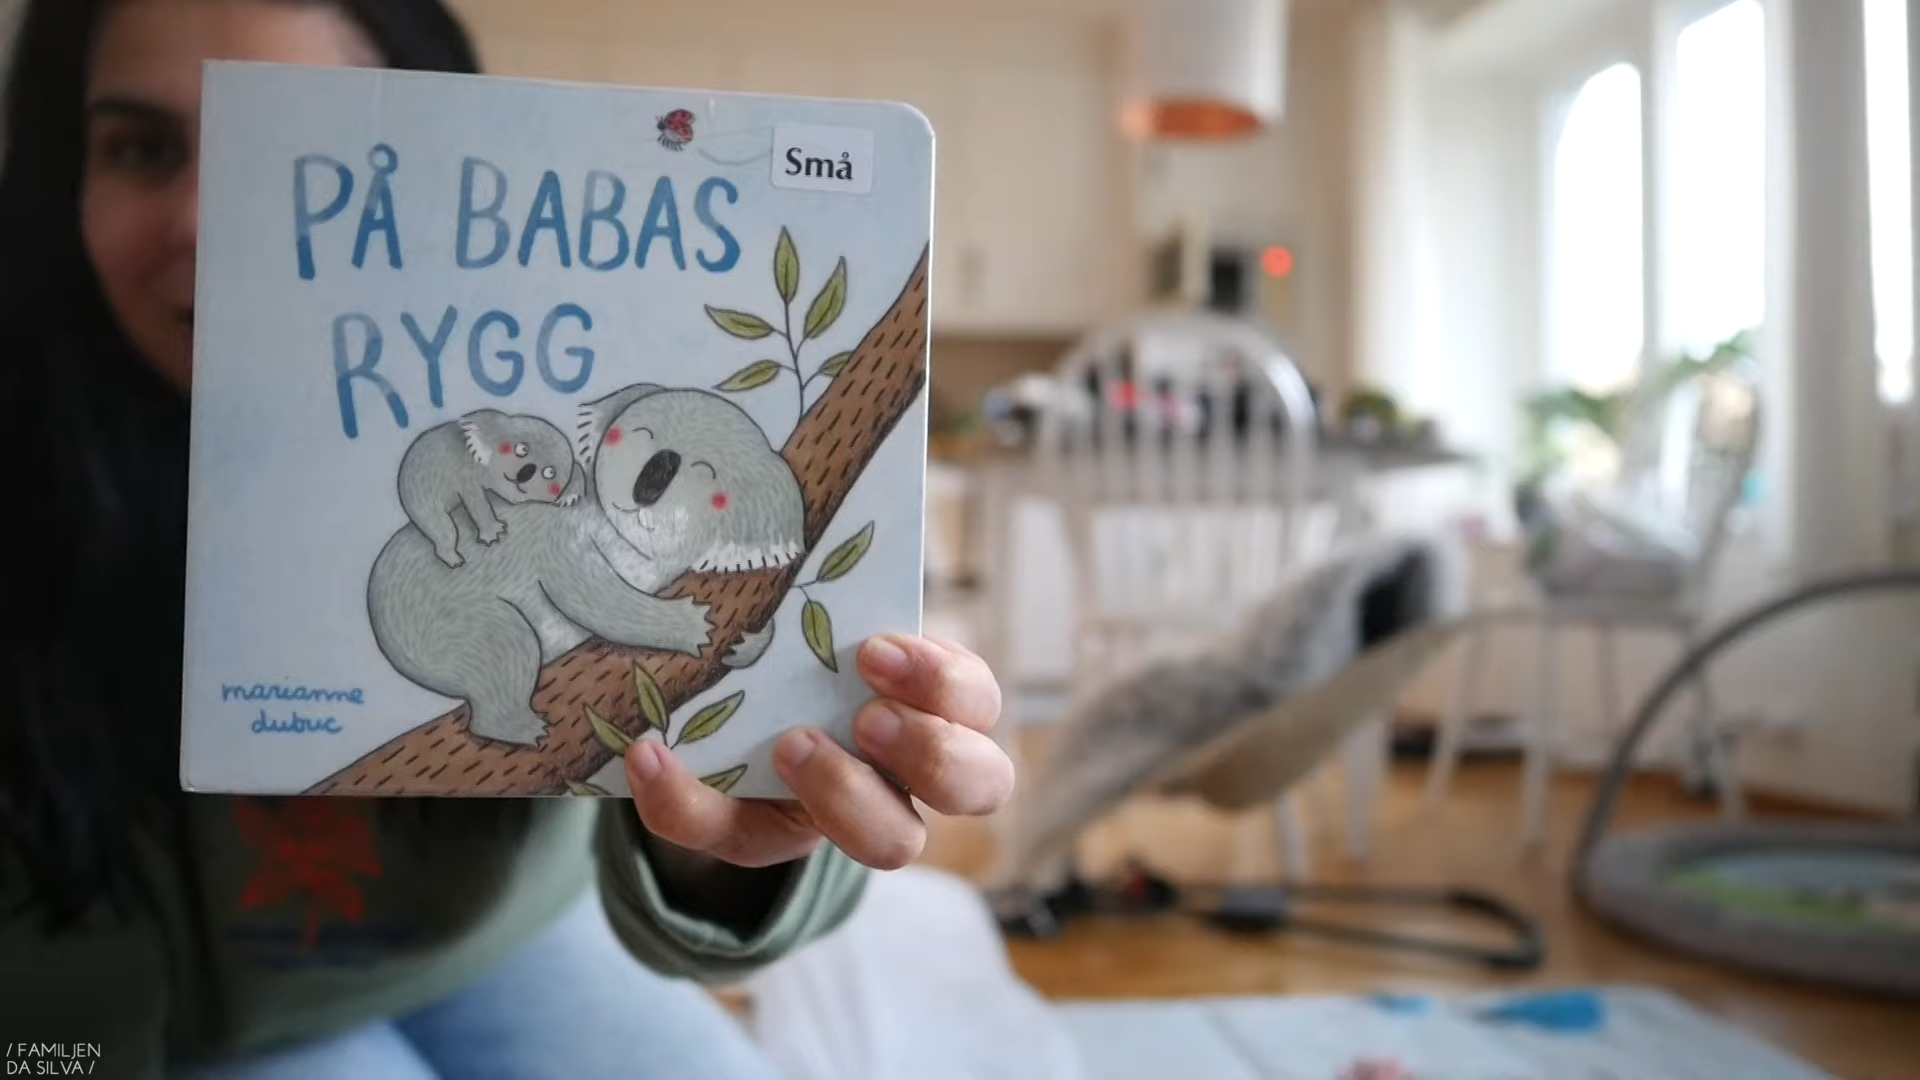 Små
PÅ BABAS
RYGG
marianne
dubuc
/ FAMILJEN
DA SILVA /